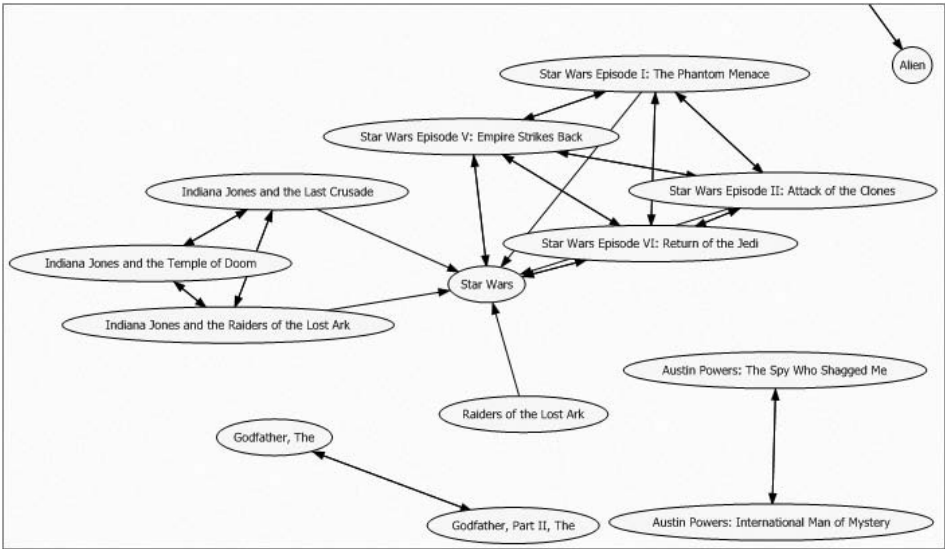 Alien
Star Wars Episode I: The Phantom Menace
Star Wars Episode V: Empire Strikes Back
Indiana Jones and the Last Crusade
Star Wars Episode II: Attack of the Clones
Star Wars Episode VI: Return of the Jedi
Indiana Jones and the Temple of Doom
Star Wars
Indiana Jones and the Raiders of the Lost Ark
Austin Powers: The Spy Who Shagged Me
Raiders of the Lost Ark
Godfather, The
Godfather, Part II, The
Austin Powers: International Man of Mystery